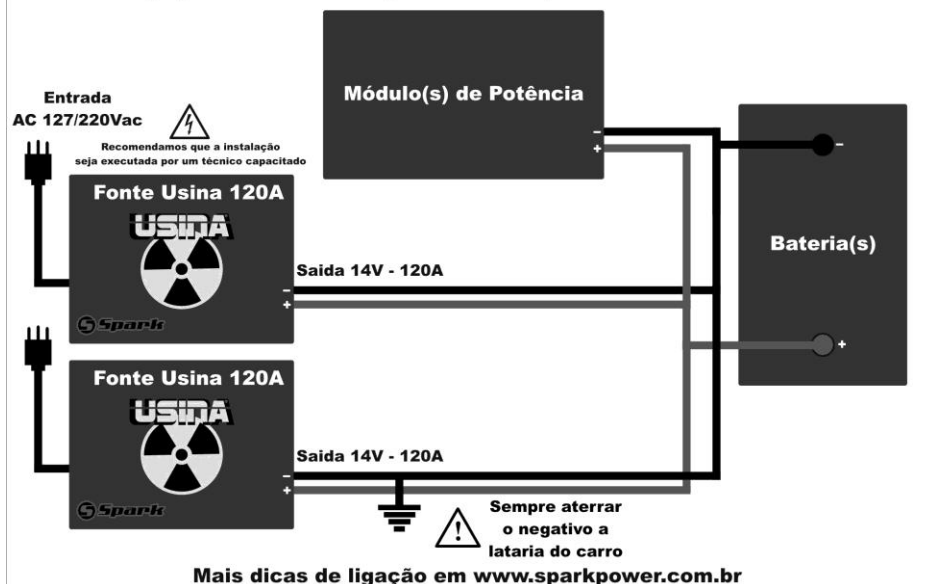 Módulo(s) de Potência
-
+
Entrada
AC 127/220Vac
Recomendamos que a instalação
seja executada por um técnico capacitado
Fonte Usina 120A
USINA
Spark
Saida 14V - 120A
-
+
Bateria(s)
-
+
Fonte Usina 120A
USINA
Spark
Saida 14V - 120A
-
+
Sempre aterrar
o negativo a
lataria do carro
Mais dicas de ligação em www.sparkpower.com.br